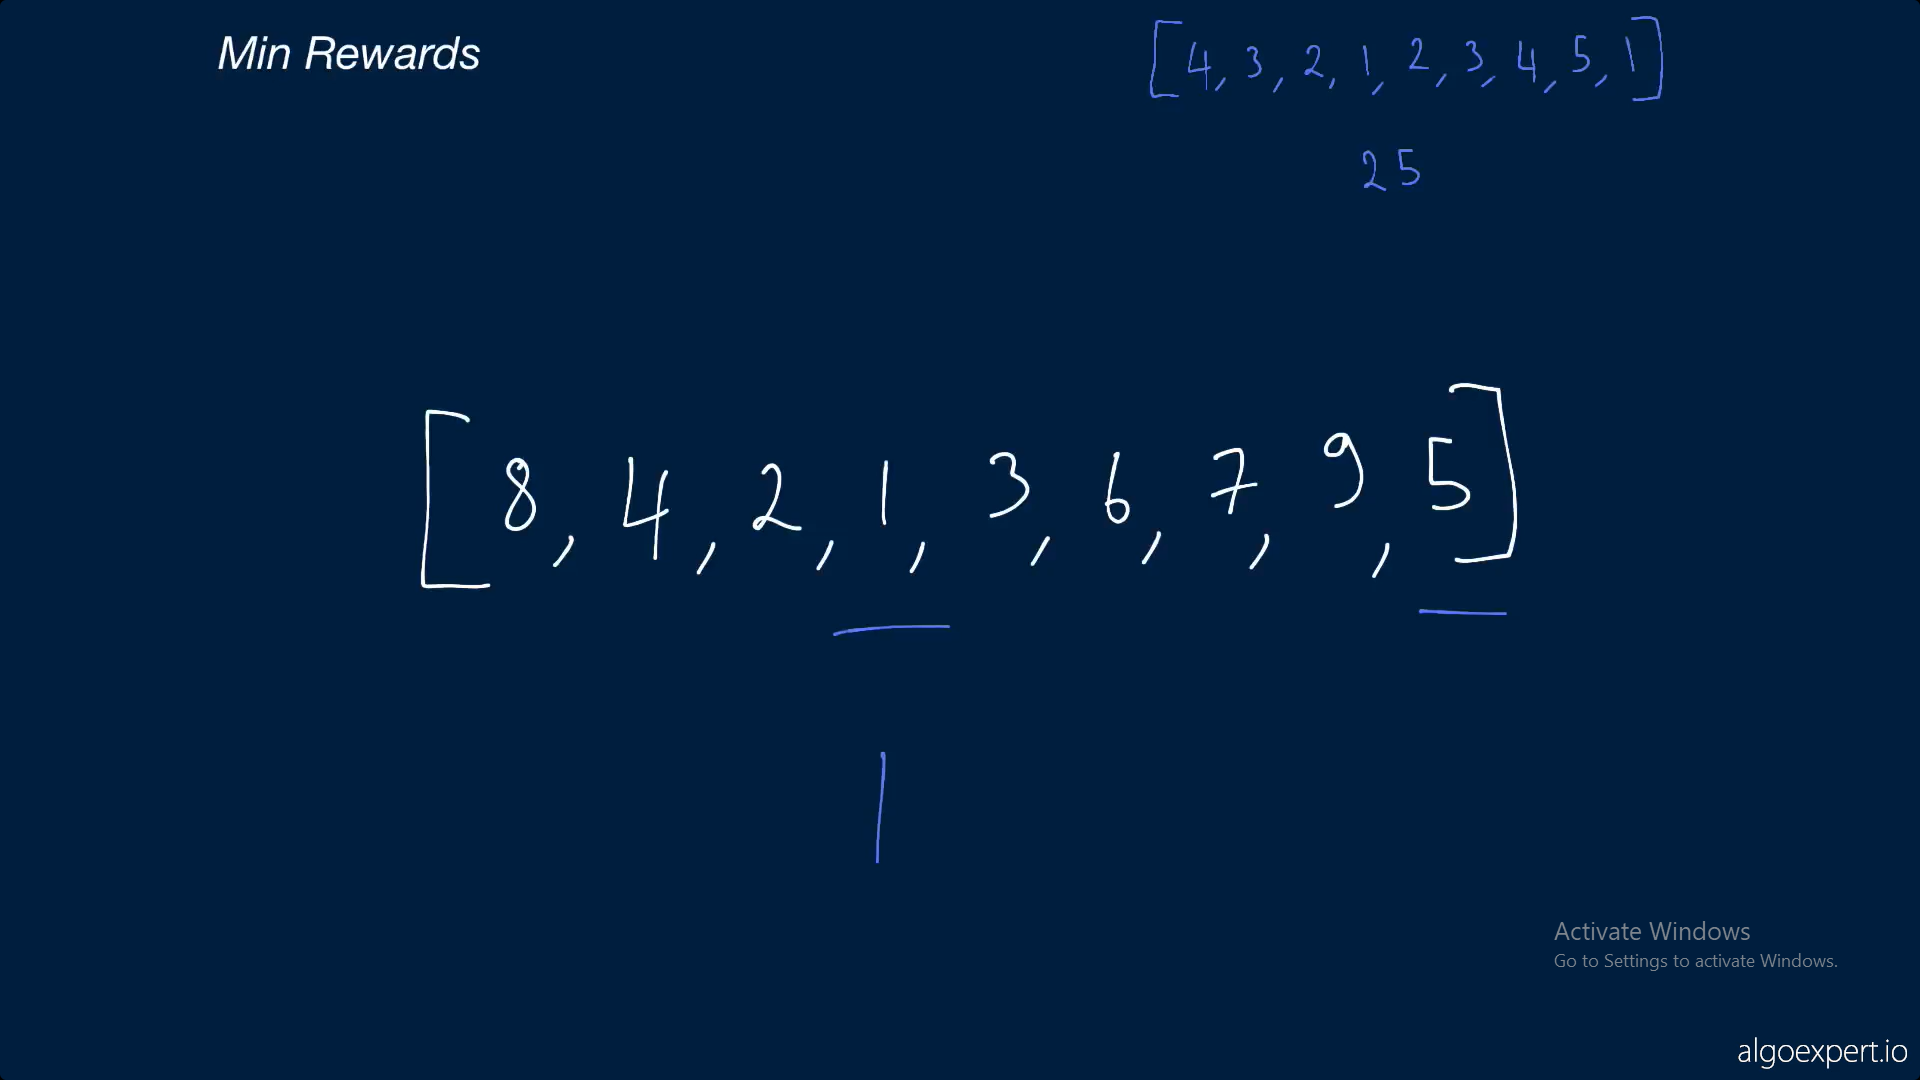 Min Rewards
[4, 3, 2, 1, 2, 3, 4, 5, 1]
25
[8, 4, 2, 1, 3, 6, 7, 9, 5]
1
Activate Windows
Go to Settings to activate Windows.
algoexpert.io